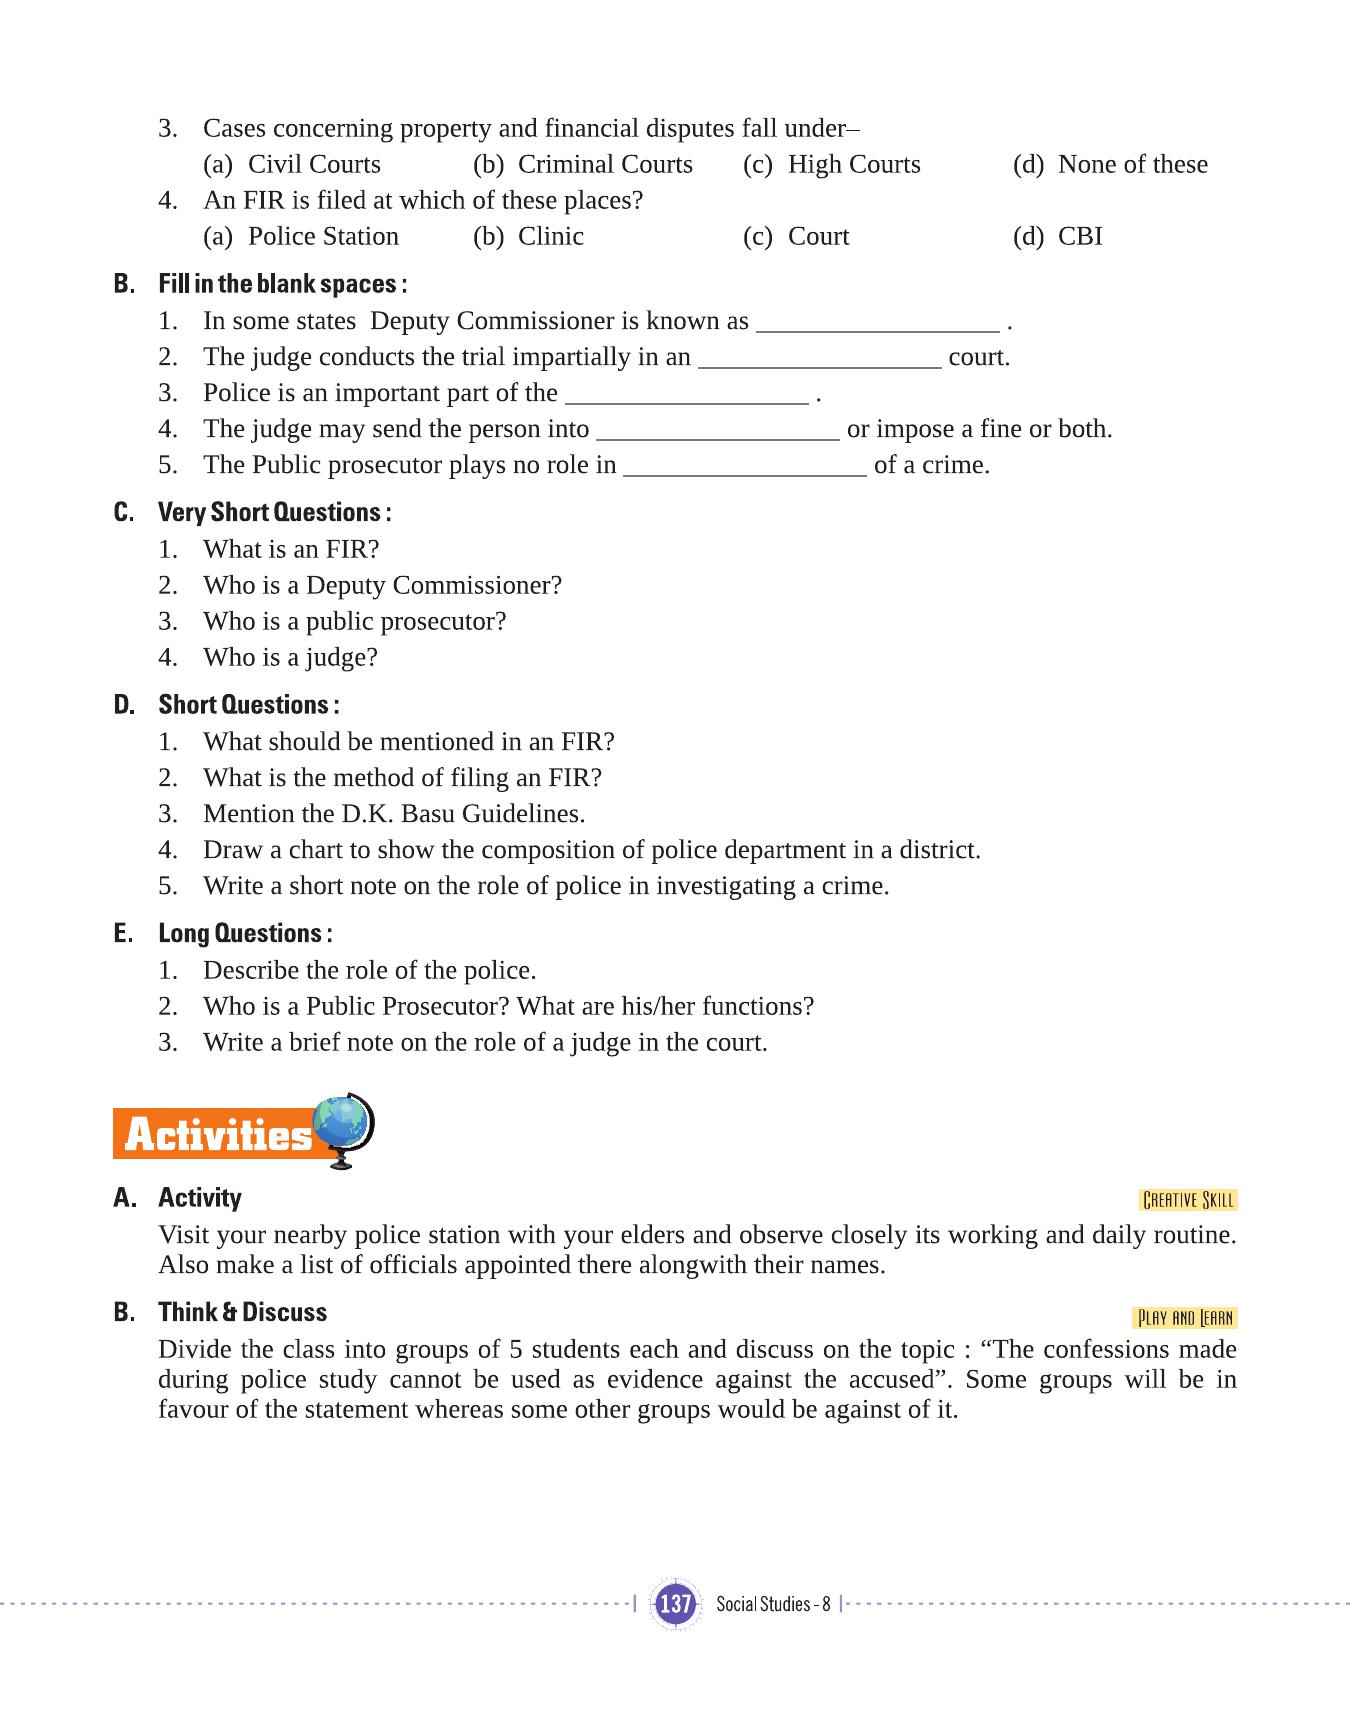 3. Cases concerning property and financial disputes fall under–
(a) Civil Courts (b) Criminal Courts (c) High Courts (d) None of these
4. An FIR is filed at which of these places?
(a) Police Station (b) Clinic (c) Court (d) CBI
B. Fill in the blank spaces :
1. In some states Deputy Commissioner is known as __________________ .
2. The judge conducts the trial impartially in an __________________ court.
3. Police is an important part of the __________________ .
4. The judge may send the person into __________________ or impose a fine or both.
5. The Public prosecutor plays no role in __________________ of a crime.
C. Very Short Questions :
1. What is an FIR?
2. Who is a Deputy Commissioner?
3. Who is a public prosecutor?
4. Who is a judge?
D. Short Questions :
1. What should be mentioned in an FIR?
2. What is the method of filing an FIR?
3. Mention the D.K. Basu Guidelines.
4. Draw a chart to show the composition of police department in a district.
5. Write a short note on the role of police in investigating a crime.
E. Long Questions :
1. Describe the role of the police.
2. Who is a Public Prosecutor? What are his/her functions?
3. Write a brief note on the role of a judge in the court.
Activities
A. Activity CREATIVE SKILL
Visit your nearby police station with your elders and observe closely its working and daily routine.
Also make a list of officials appointed there alongwith their names.
B. Think & Discuss PLAY AND LEARN
Divide the class into groups of 5 students each and discuss on the topic : “The confessions made
during police study cannot be used as evidence against the accused”. Some groups will be in
favour of the statement whereas some other groups would be against of it.
137 Social Studies - 8